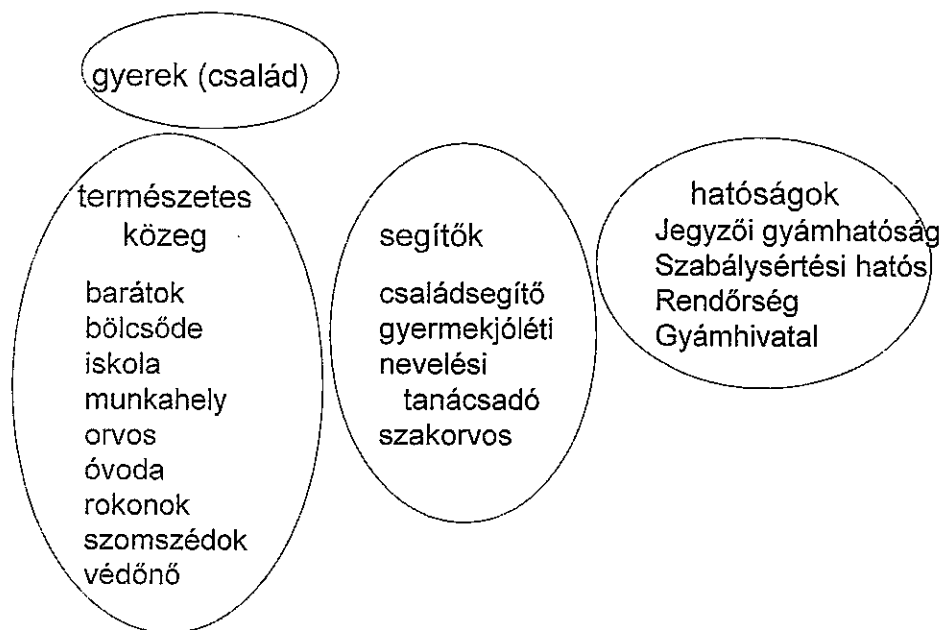 gyerek (család)
természetes
közeg
barátok
bölcsőde
iskola
munkahely
orvos
óvoda
rokonok
szomszédok
védőnő
segítők
családsegítő
gyermekjóléti
nevelési
tanácsadó
szakorvos
hatóságok
Jegyzői gyámhatóság
Szabálysértési hatós
Rendőrség
Gyámhivatal